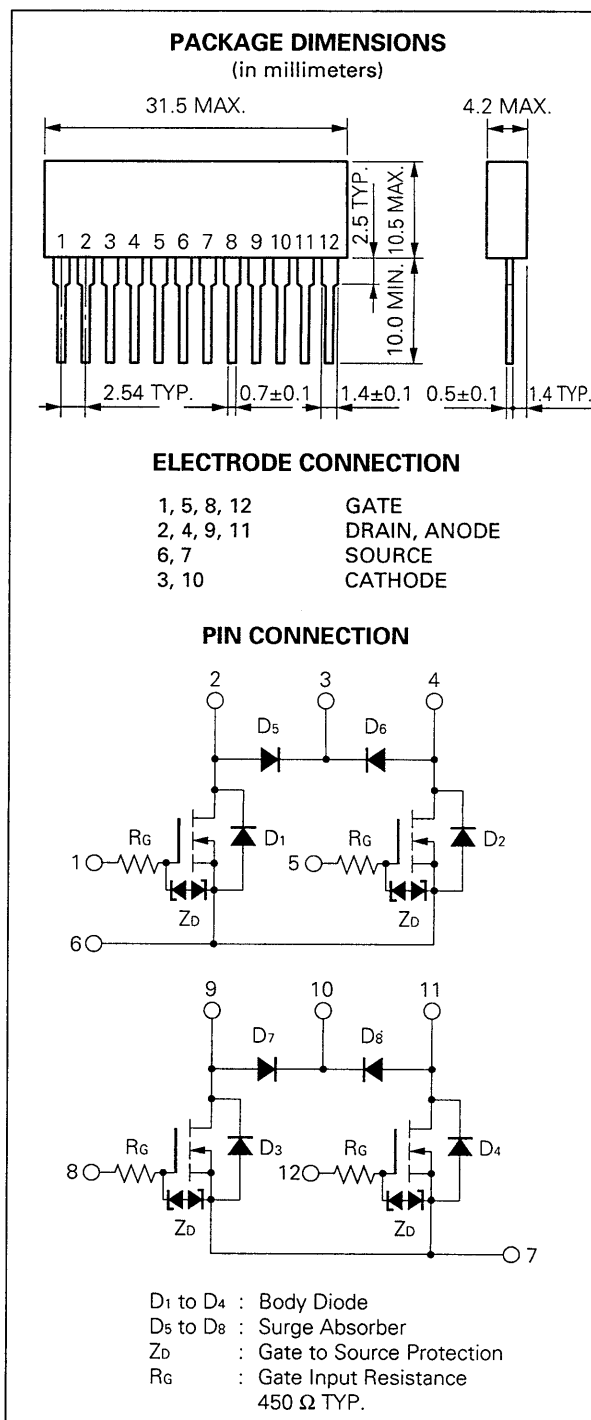 PACKAGE DIMENSIONS
(in millimeters)
31.5 MAX.
4.2 MAX.
2.5 TYP.
10.5 MAX.
1 2 3 4 5 6 7 8 9 10 11 12
10.0 MIN.
2.54 TYP.
0.7±0.1
1.4±0.1
0.5±0.1
1.4 TYP.
ELECTRODE CONNECTION
1, 5, 8, 12 GATE
2, 4, 9, 11 DRAIN, ANODE
6, 7 SOURCE
3, 10 CATHODE
PIN CONNECTION
2 3 4
D5 D6
RG D1 RG D2
1 5
ZD ZD
6
9 10 11
D7 D8
RG D3 RG D4
8 12
ZD ZD
7
D1 to D4 : Body Diode
D5 to D8 : Surge Absorber
ZD : Gate to Source Protection
RG : Gate Input Resistance
450 Ω TYP.